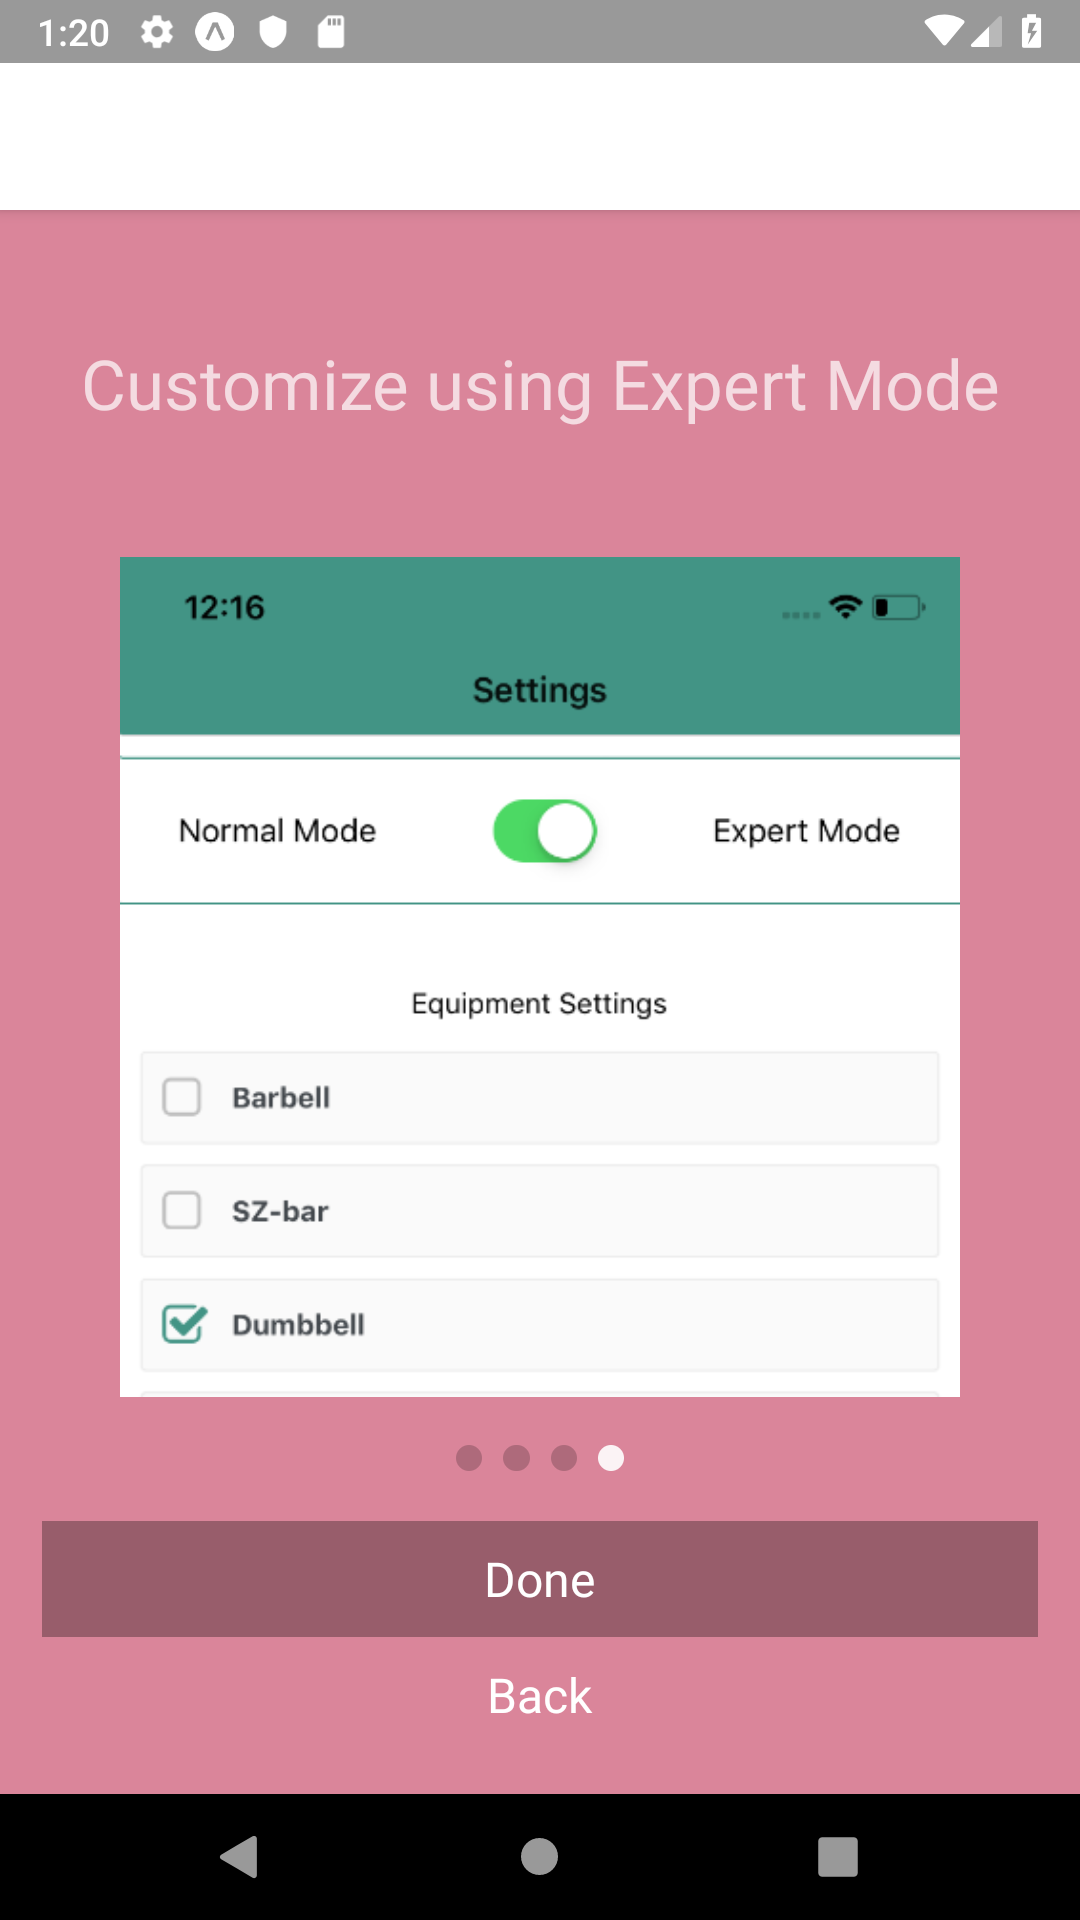 1:20
Customize using Expert Mode
12:16
Settings
Normal Mode
Expert Mode
Equipment Settings
Barbell
SZ-bar
Dumbbell
Done
Back